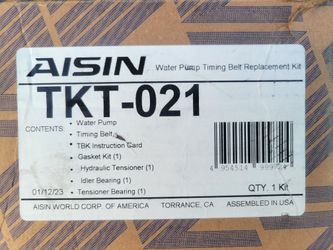 AISIN
Water Pump Timing Belt Replacement Kit
TKT-021
CONTENTS:
• Water Pump
• Timing Belt
• TBK Instruction Card
Gasket Kit (1)
• Hydraulic Tensioner (1)
• Idler Bearing (1)
• Tensioner Bearing (1)
01/12/23
QTY. 1 Kit
AISIN WORLD CORP. OF AMERICA TORRANCE, CA ASSEMBLED IN USA